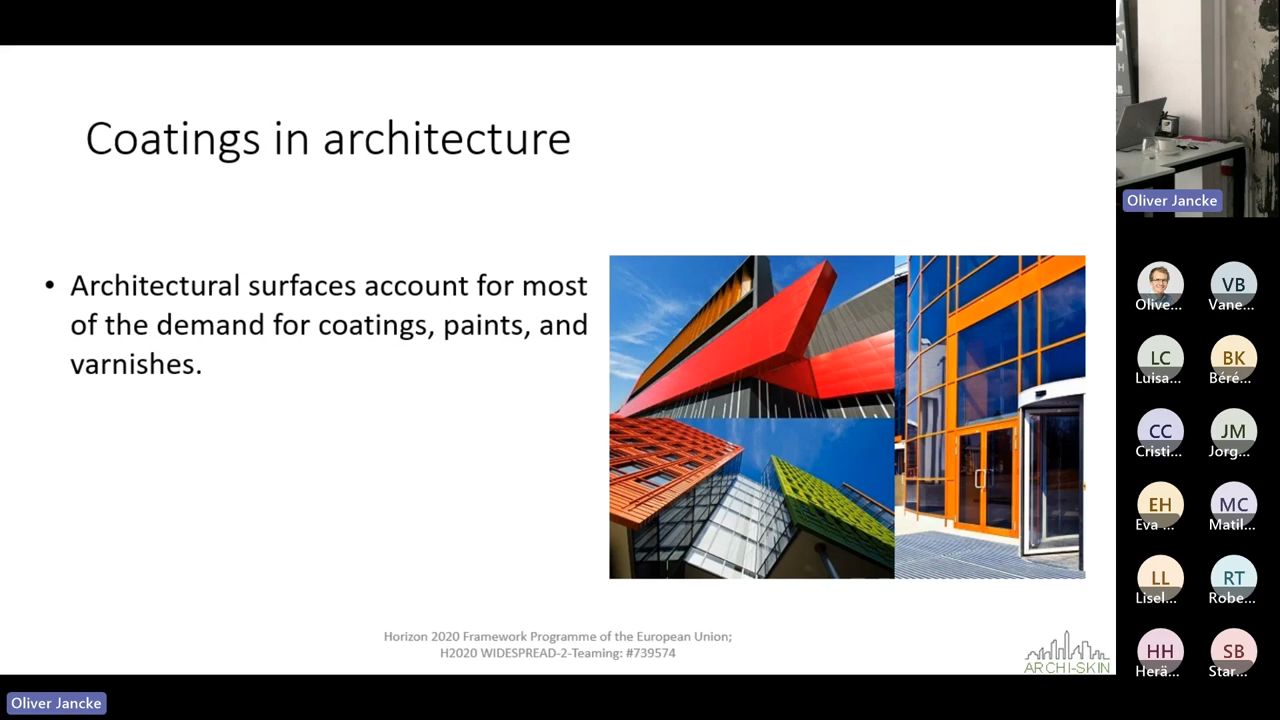 Coatings in architecture
• Architectural surfaces account for most
of the demand for coatings, paints, and
varnishes.
Horizon 2020 Framework Programme of the European Union;
H2020 WIDESPREAD-2-Teaming: #739574
ARCHI-SKIN
Oliver Jancke
Oliver Jancke
Olive...
VB
Vane...
LC
Luisa...
BK
Béré...
CC
Cristi...
JM
Jorg...
EH
Eva ...
MC
Matil...
LL
Lisel...
RT
Robe...
HH
Herä...
SB
Star...